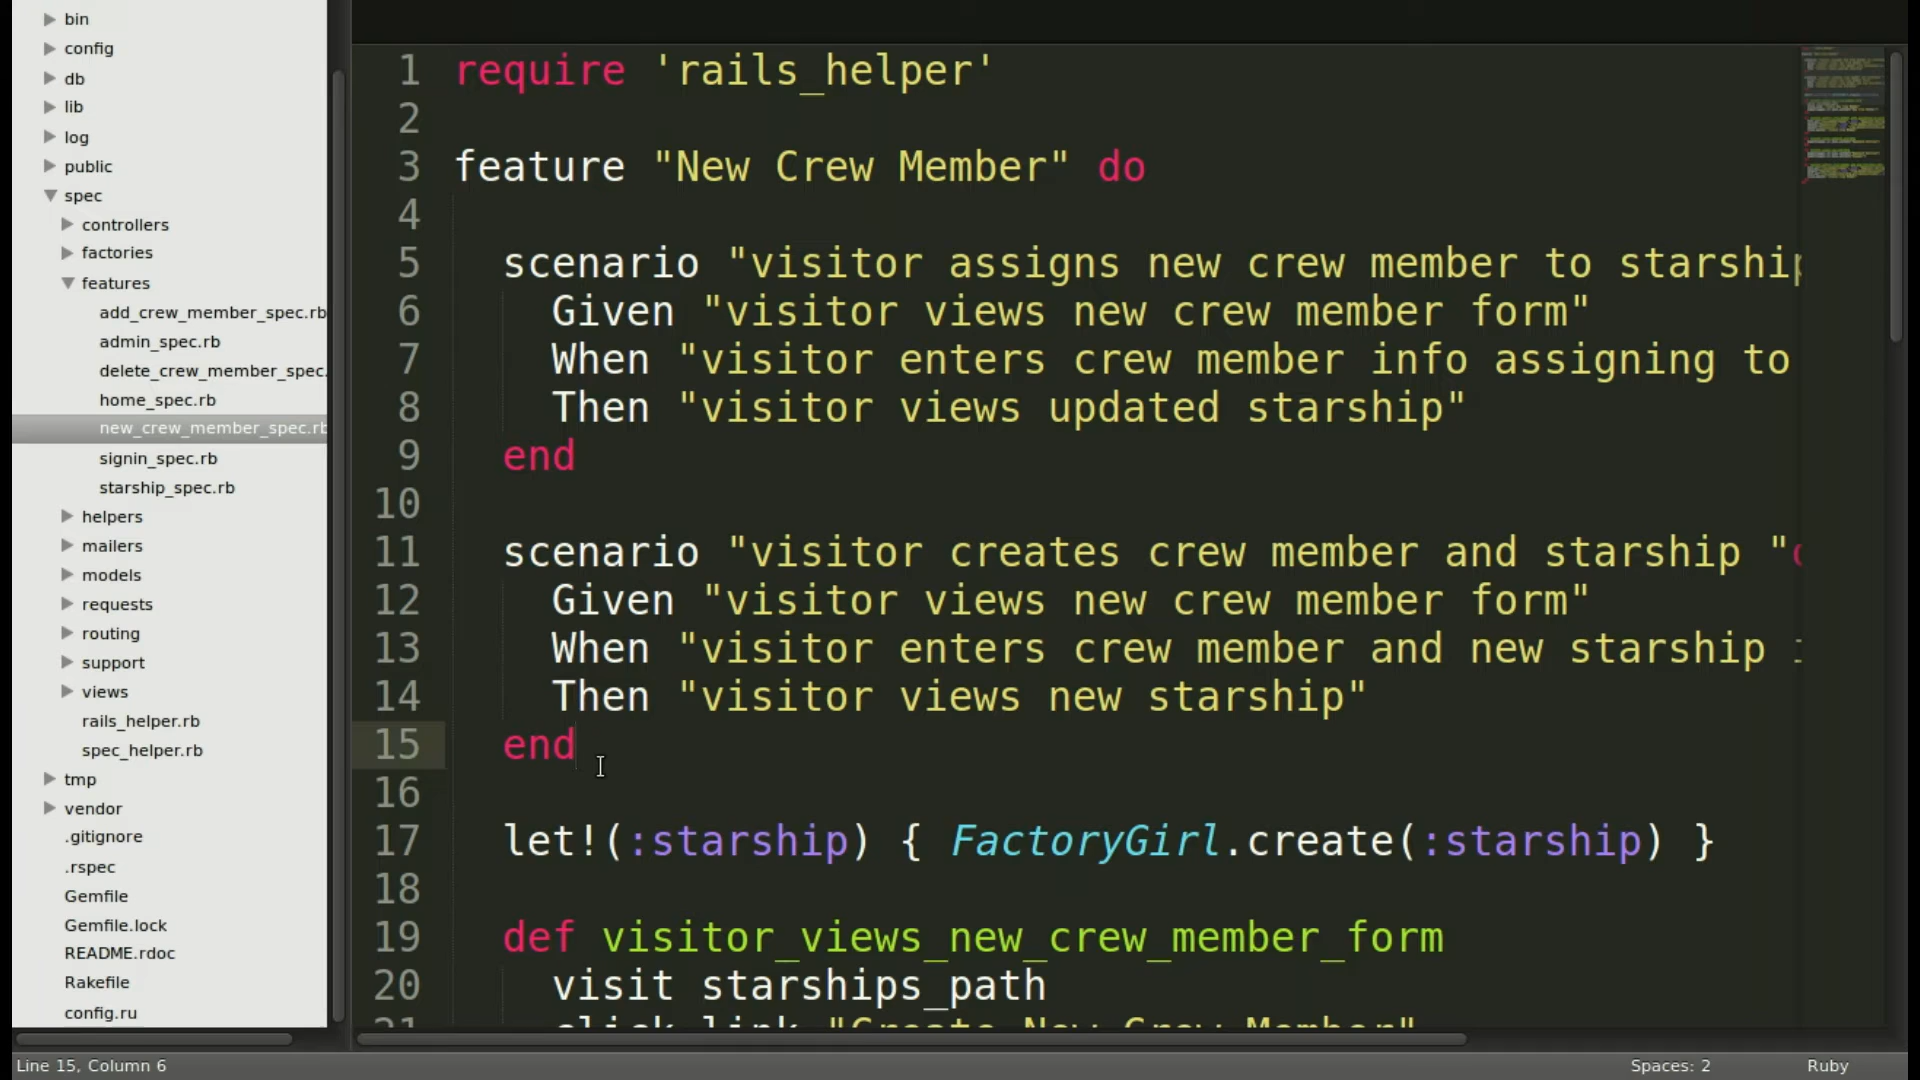 bin
config
db
lib
log
public
spec
controllers
factories
features
add_crew_member_spec.rb
admin_spec.rb
delete_crew_member_spec.
home_spec.rb
new_crew_member_spec.rb
signin_spec.rb
starship_spec.rb
helpers
mailers
models
requests
routing
support
views
rails_helper.rb
spec_helper.rb
tmp
vendor
.gitignore
.rspec
Gemfile
Gemfile.lock
README.rdoc
Rakefile
config.ru
1 require 'rails_helper'
2
3 feature "New Crew Member" do
4
5 scenario "visitor assigns new crew member to starship
6 Given "visitor views new crew member form"
7 When "visitor enters crew member info assigning to
8 Then "visitor views updated starship"
9 end
10
11 scenario "visitor creates crew member and starship "
12 Given "visitor views new crew member form"
13 When "visitor enters crew member and new starship
14 Then "visitor views new starship"
15 end
16
17 let!(:starship) { FactoryGirl.create(:starship) }
18
19 def visitor_views_new_crew_member_form
20 visit starships_path
21 click_link "Create New Crew Member"
Line 15, Column 6
Spaces: 2
Ruby